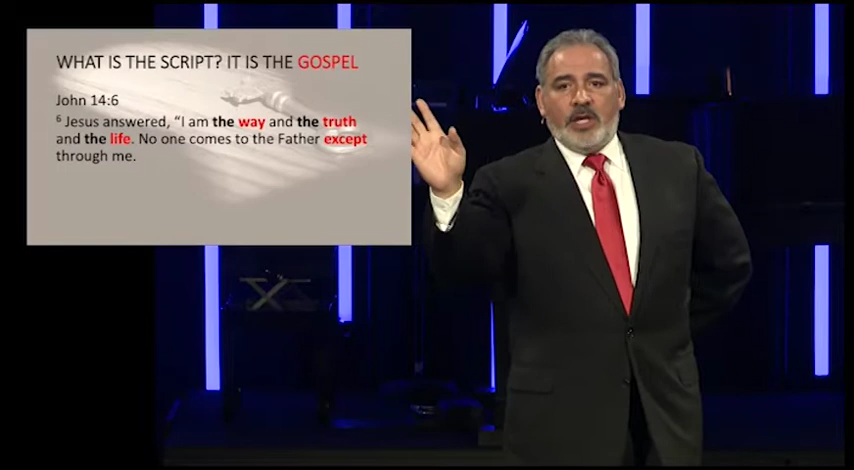 WHAT IS THE SCRIPT? IT IS THE GOSPEL
John 14:6
6 Jesus answered, “I am the way and the truth
and the life. No one comes to the Father except
through me.